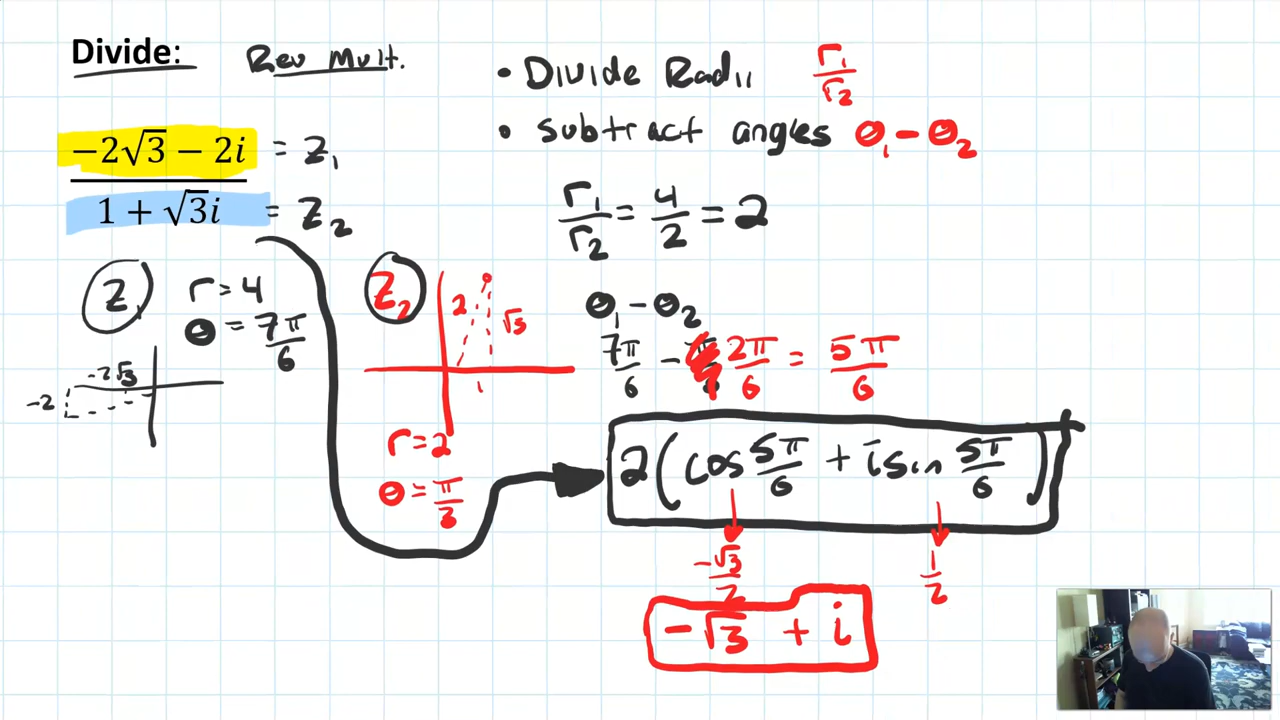 Divide: Rev Mult.
• Divide Radii r₁/r₂
• subtract angles θ₁ - θ₂
-2√3 - 2i = Z₁
1 + √3i = Z₂
r₁/r₂ = 4/2 = 2
Z₁ r = 4
θ = 7π/6
-2√3
-2
Z₂
2 √3
1
r = 2
θ = π/3
θ₁ - θ₂
7π/6 - 2π/6 = 5π/6
2(cos 5π/6 + i sin 5π/6)
-√3/2 1/2
-√3 + i